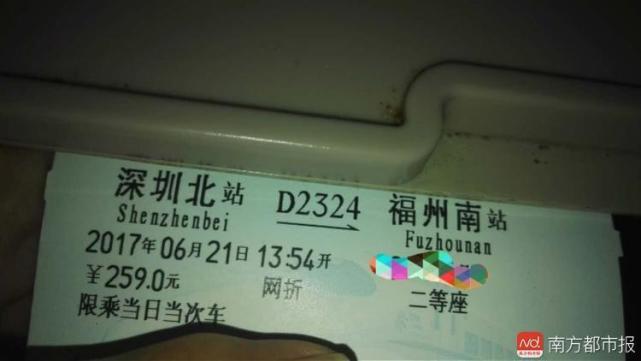 深圳北站 D2324 福州南站
Shenzhenbei Fuzhounan
2017年06月21日 13:54开
￥259.0元 网折 二等座
限乘当日当次车
南方都市报